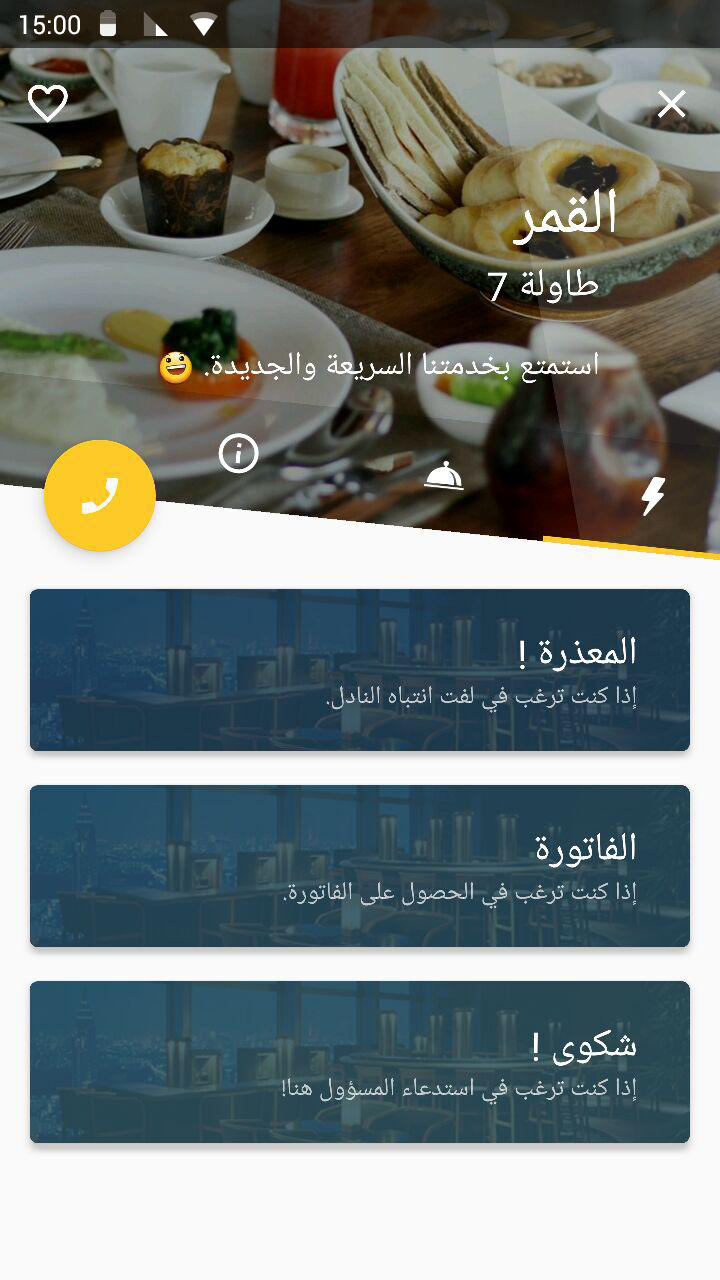 15:00
القمر
طاولة 7
استمتع بخدمتنا السريعة والجديدة. 😃
المعذرة !
إذا كنت ترغب في لفت انتباه النادل.
الفاتورة
إذا كنت ترغب في الحصول على الفاتورة.
شكوى !
إذا كنت ترغب في استدعاء المسؤول هنا!